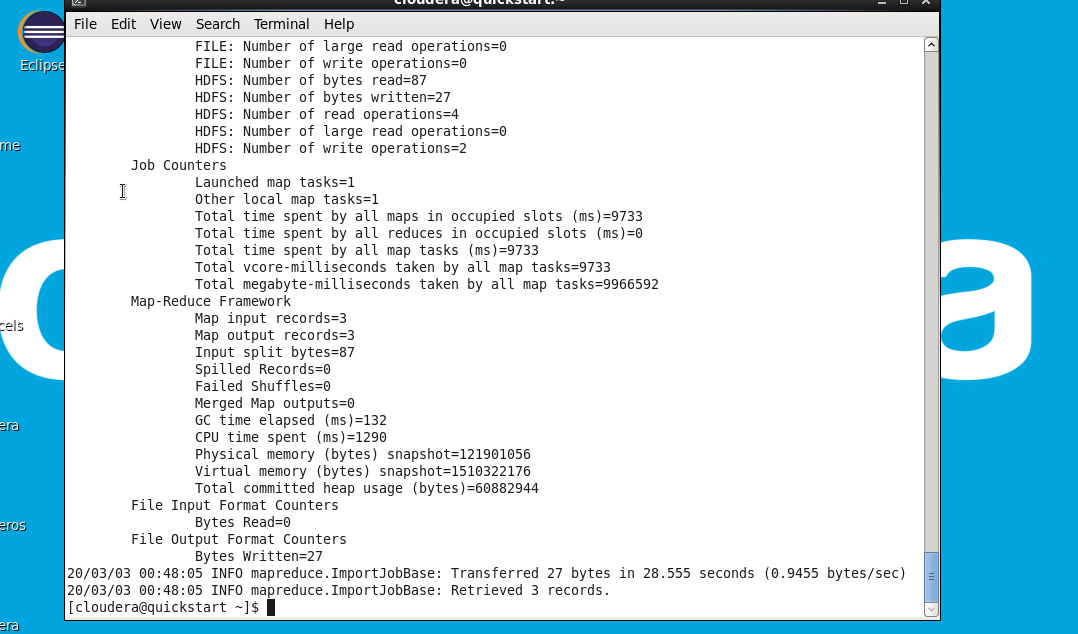 cloudera@quickstart:~
File Edit View Search Terminal Help
FILE: Number of large read operations=0
FILE: Number of write operations=0
HDFS: Number of bytes read=87
HDFS: Number of bytes written=27
HDFS: Number of read operations=4
HDFS: Number of large read operations=0
HDFS: Number of write operations=2
Job Counters
Launched map tasks=1
Other local map tasks=1
Total time spent by all maps in occupied slots (ms)=9733
Total time spent by all reduces in occupied slots (ms)=0
Total time spent by all map tasks (ms)=9733
Total vcore-milliseconds taken by all map tasks=9733
Total megabyte-milliseconds taken by all map tasks=9966592
Map-Reduce Framework
Map input records=3
Map output records=3
Input split bytes=87
Spilled Records=0
Failed Shuffles=0
Merged Map outputs=0
GC time elapsed (ms)=132
CPU time spent (ms)=1290
Physical memory (bytes) snapshot=121901056
Virtual memory (bytes) snapshot=1510322176
Total committed heap usage (bytes)=60882944
File Input Format Counters
Bytes Read=0
File Output Format Counters
Bytes Written=27
20/03/03 00:48:05 INFO mapreduce.ImportJobBase: Transferred 27 bytes in 28.555 seconds (0.9455 bytes/sec)
20/03/03 00:48:05 INFO mapreduce.ImportJobBase: Retrieved 3 records.
[cloudera@quickstart ~]$
Eclipse
me
cels
era
eros
era
a